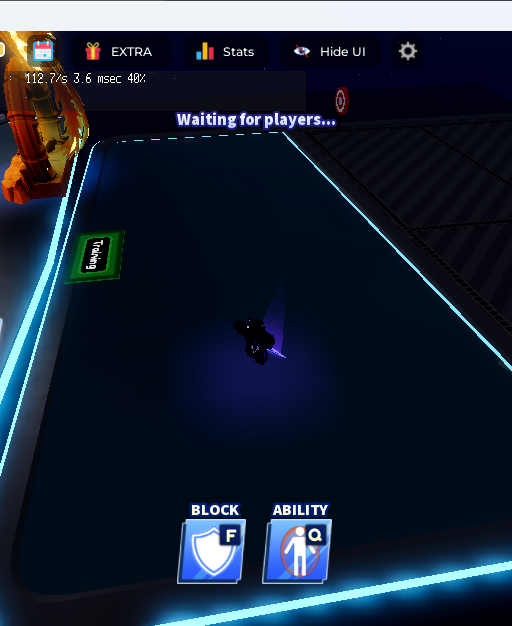 EXTRA
Stats
Hide UI
112.7/s 3.6 msec 40%
Waiting for players...
Training
BLOCK
ABILITY
F
Q